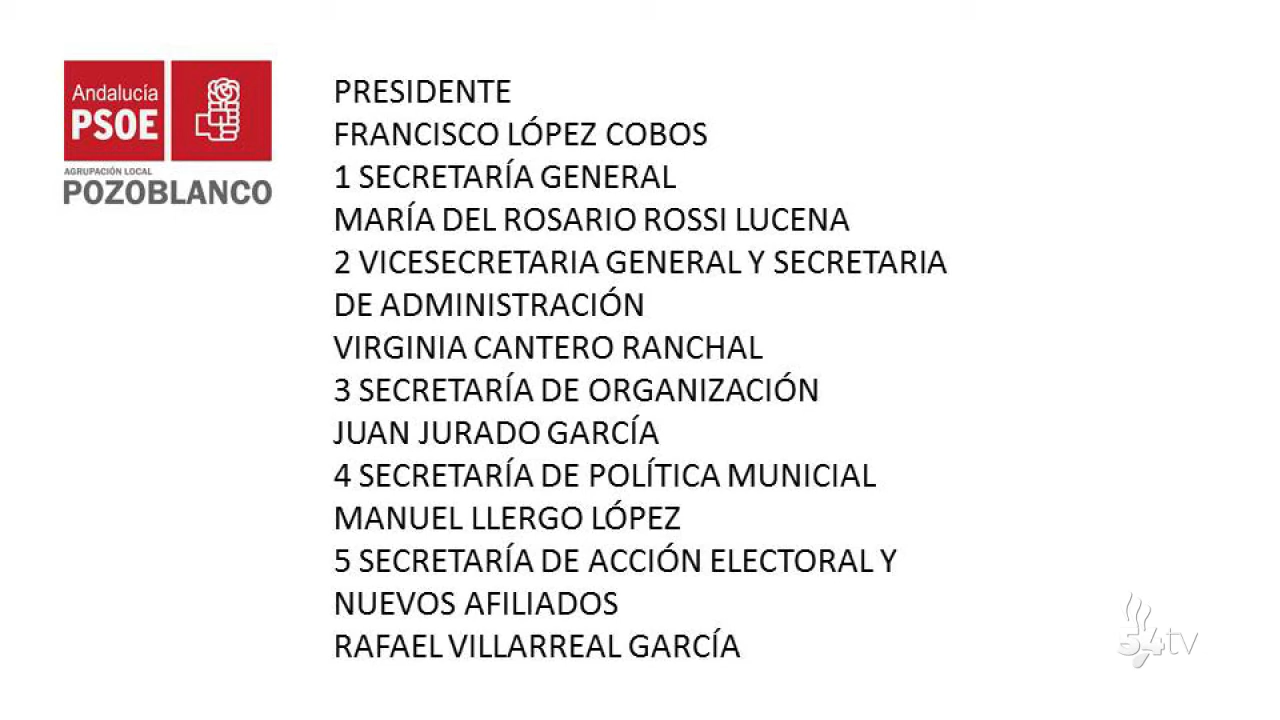 Andalucía
PSOE
AGRUPACIÓN LOCAL
POZOBLANCO
PRESIDENTE
FRANCISCO LÓPEZ COBOS
1 SECRETARÍA GENERAL
MARÍA DEL ROSARIO ROSSI LUCENA
2 VICESECRETARIA GENERAL Y SECRETARIA
DE ADMINISTRACIÓN
VIRGINIA CANTERO RANCHAL
3 SECRETARÍA DE ORGANIZACIÓN
JUAN JURADO GARCÍA
4 SECRETARÍA DE POLÍTICA MUNICIAL
MANUEL LLERGO LÓPEZ
5 SECRETARÍA DE ACCIÓN ELECTORAL Y
NUEVOS AFILIADOS
RAFAEL VILLARREAL GARCÍA
54tv